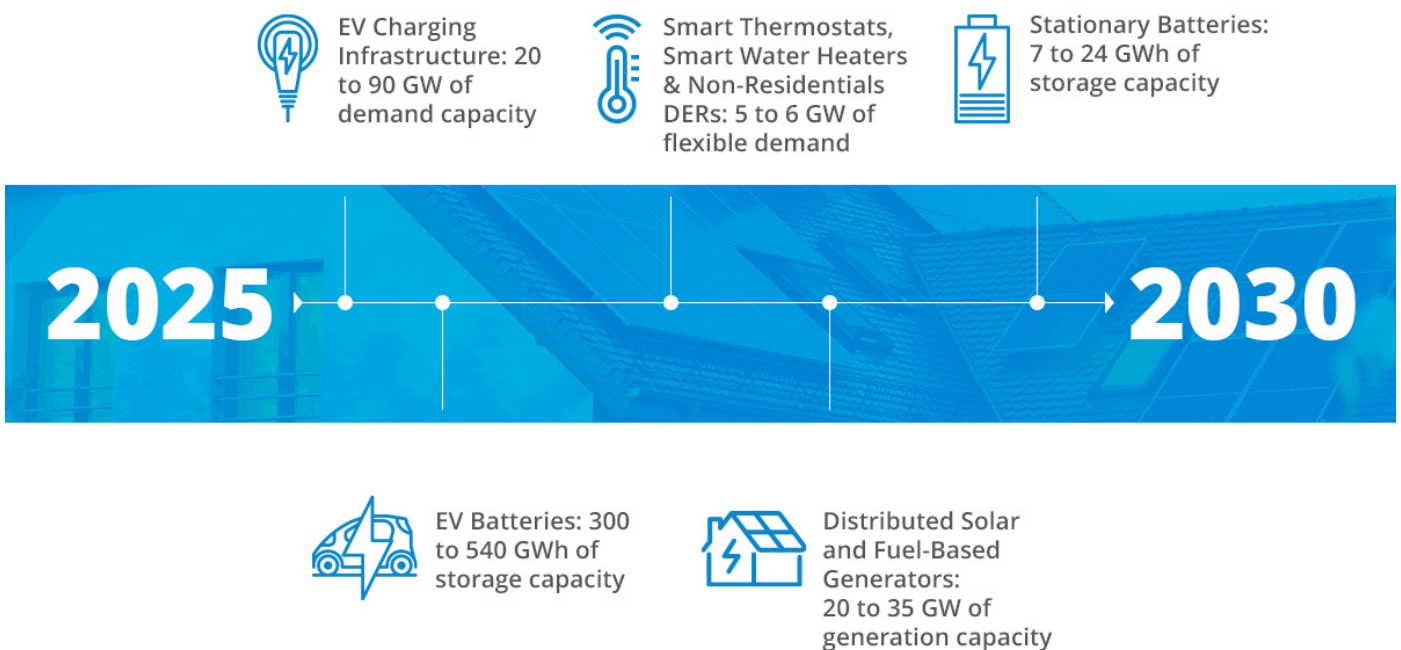 EV Charging
Infrastructure: 20
to 90 GW of
demand capacity
Smart Thermostats,
Smart Water Heaters
& Non-Residentials
DERs: 5 to 6 GW of
flexible demand
Stationary Batteries:
7 to 24 GWh of
storage capacity
2025
2030
EV Batteries: 300
to 540 GWh of
storage capacity
Distributed Solar
and Fuel-Based
Generators:
20 to 35 GW of
generation capacity